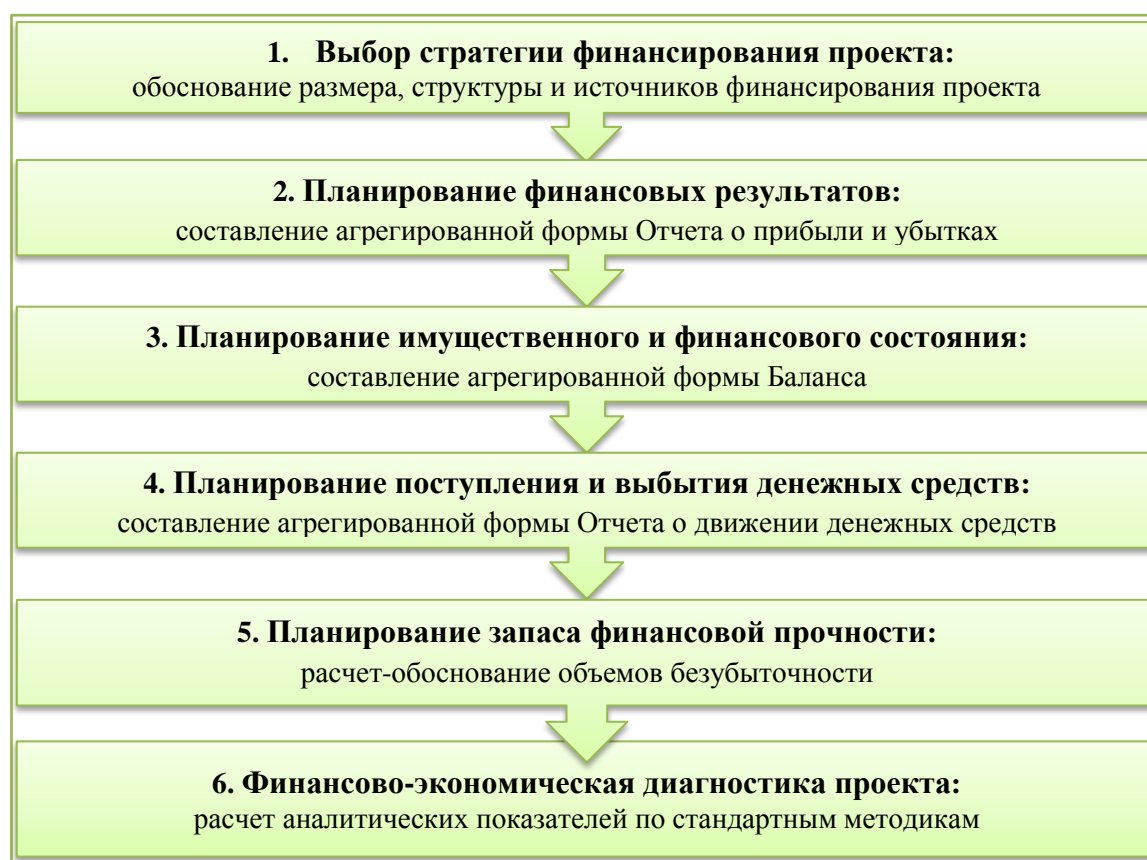 1. Выбор стратегии финансирования проекта:
обоснование размера, структуры и источников финансирования проекта
2. Планирование финансовых результатов:
составление агрегированной формы Отчета о прибыли и убытках
3. Планирование имущественного и финансового состояния:
составление агрегированной формы Баланса
4. Планирование поступления и выбытия денежных средств:
составление агрегированной формы Отчета о движении денежных средств
5. Планирование запаса финансовой прочности:
расчет-обоснование объемов безубыточности
6. Финансово-экономическая диагностика проекта:
расчет аналитических показателей по стандартным методикам